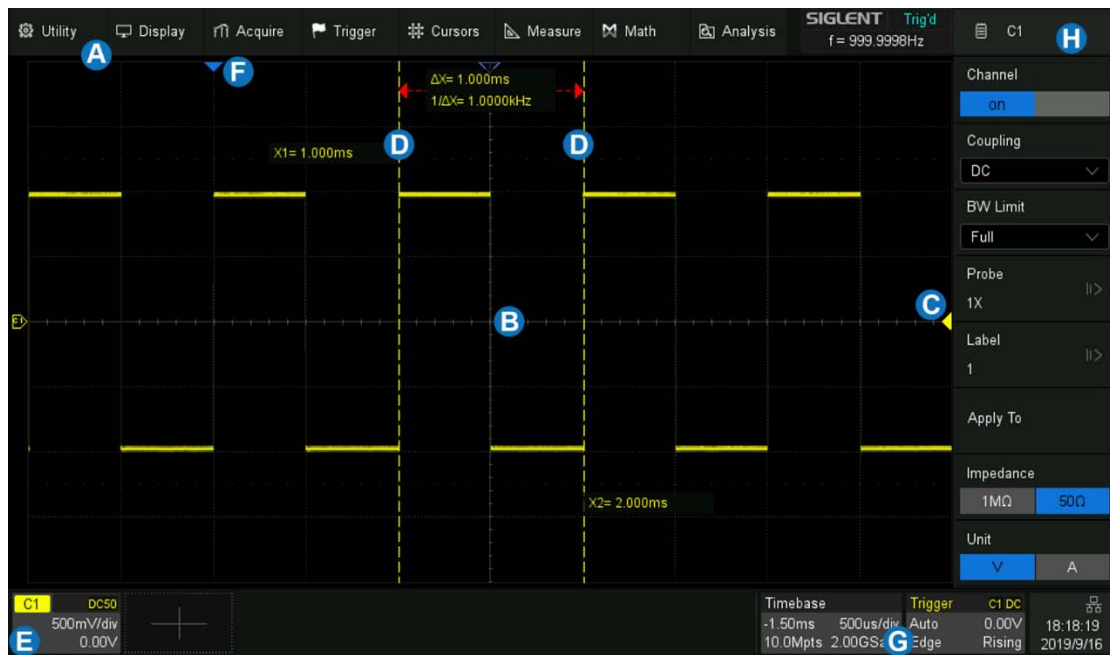 Utility Display Acquire Trigger Cursors Measure Math Analysis SIGLENT Trig'd
f = 999.9998Hz
C1
A
H
F
ΔX= 1.000ms
1/ΔX= 1.0000kHz
X1= 1.000ms
D
D
B
C
C1
X2= 2.000ms
Channel
on
Coupling
DC
BW Limit
Full
Probe
1X
Label
1
Apply To
Impedance
1MΩ 50Ω
Unit
V A
C1 DC50
500mV/div
0.00V
E
Timebase
-1.50ms 500us/div
10.0Mpts 2.00GSa
G
Trigger C1 DC
Auto 0.00V
Edge Rising
18:18:19
2019/9/16